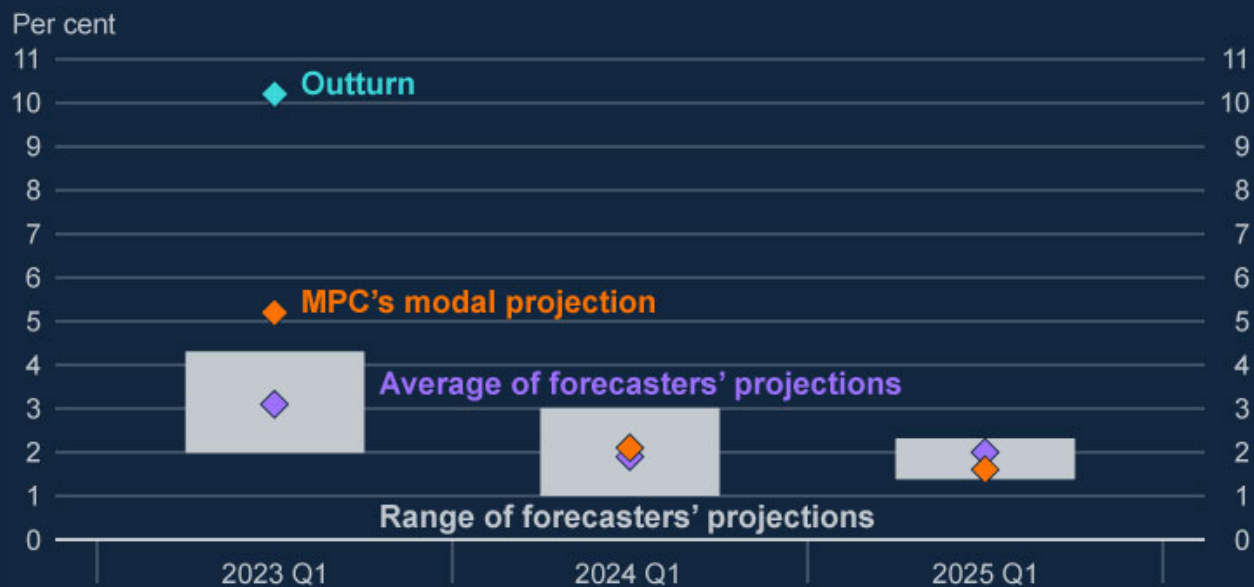 Per cent
11 11
Outturn
10 10
9 9
8 8
7 7
6 6
MPC’s modal projection
5 5
4 4
Average of forecasters’ projections
3 3
2 2
1 1
Range of forecasters’ projections
0 0
2023 Q1 2024 Q1 2025 Q1